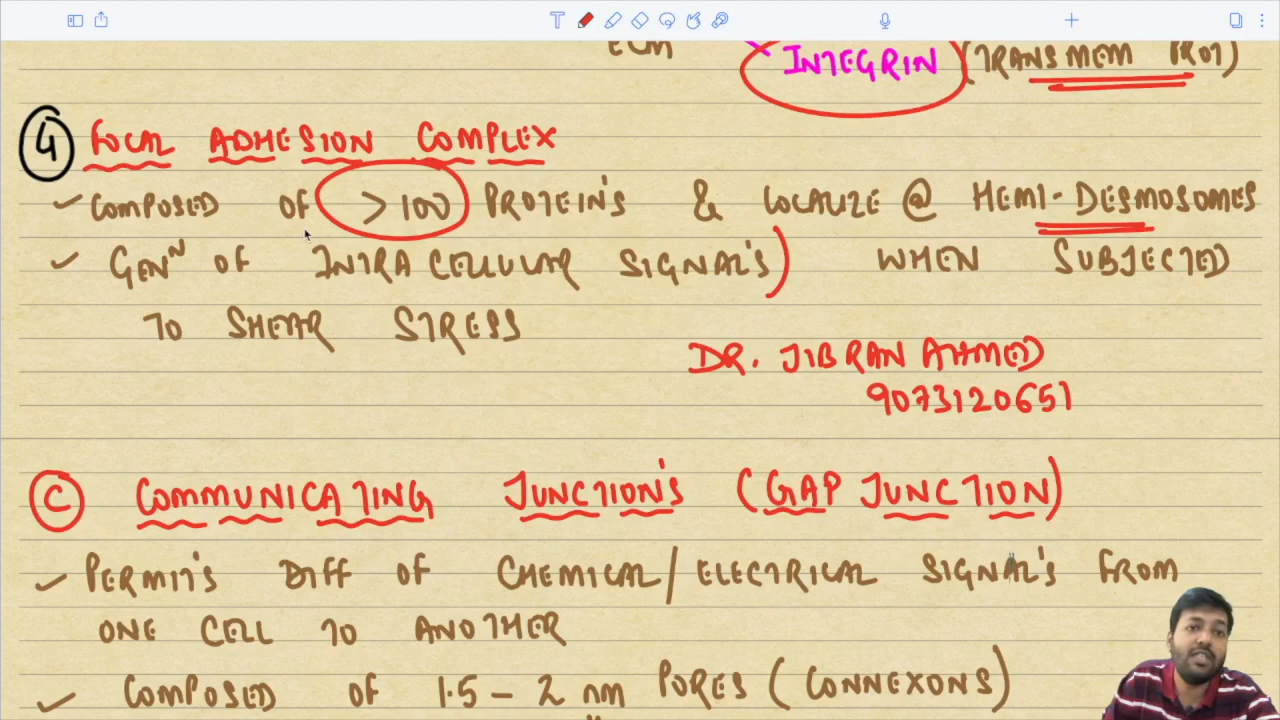 ECM
INTEGRIN (TRANSMEM PROT)
4 FOCAL ADHESION COMPLEX
COMPOSED OF >100 PROTEIN'S & LOCALIZE @ HEMI-DESMOSOMES
GENᴺ OF INTRACELLULAR SIGNAL'S) WHEN SUBJECTED
TO SHEAR STRESS
DR. JIBRAN AHMED
9073120651
C COMMUNICATING JUNCTION'S (GAP JUNCTION)
PERMIT'S DIFF OF CHEMICAL/ELECTRICAL SIGNAL'S FROM
ONE CELL TO ANOTHER
COMPOSED OF 1.5-2 nm PORES (CONNEXONS)